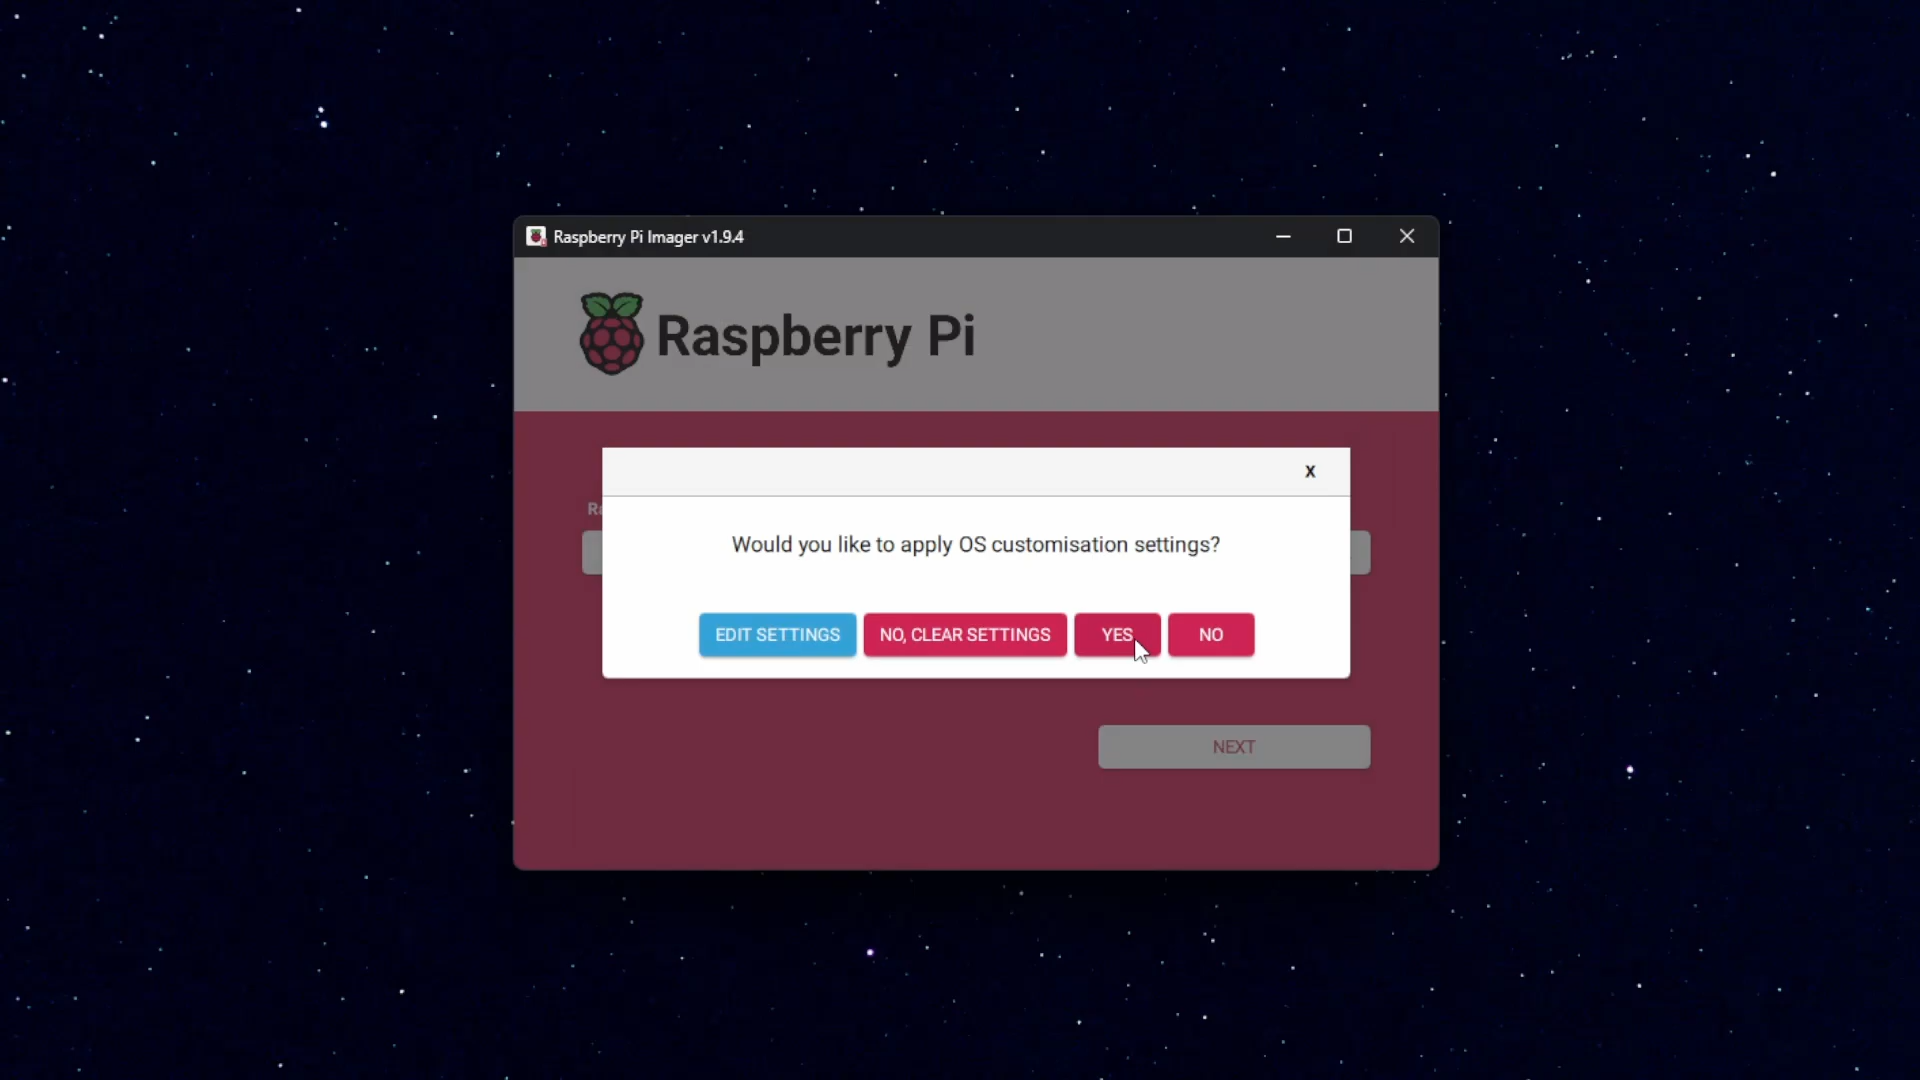 Raspberry Pi Imager v1.9.4
Raspberry Pi
X
Would you like to apply OS customisation settings?
EDIT SETTINGS
NO, CLEAR SETTINGS
YES
NO
NEXT